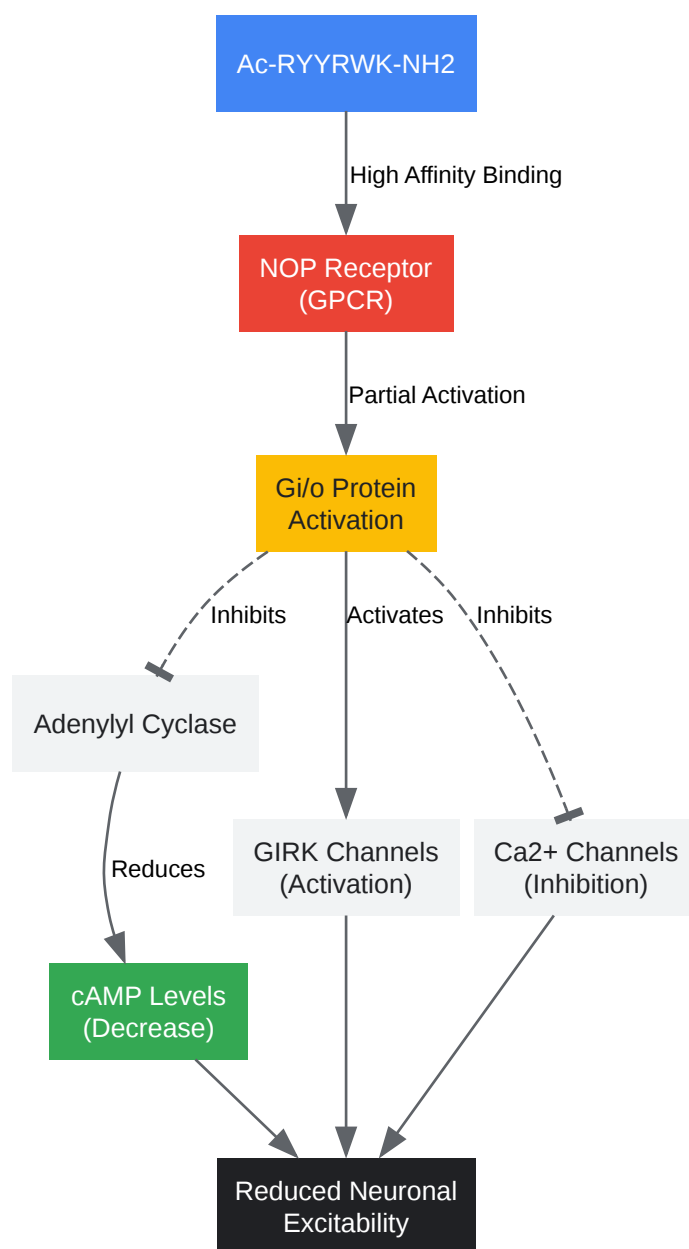 Ac-RYYRWK-NH2
High Affinity Binding
NOP Receptor
(GPCR)
Partial Activation
Gi/o Protein
Activation
Inhibits
Activates
Inhibits
Adenylyl Cyclase
GIRK Channels
(Activation)
Ca2+ Channels
(Inhibition)
Reduces
cAMP Levels
(Decrease)
Reduced Neuronal
Excitability